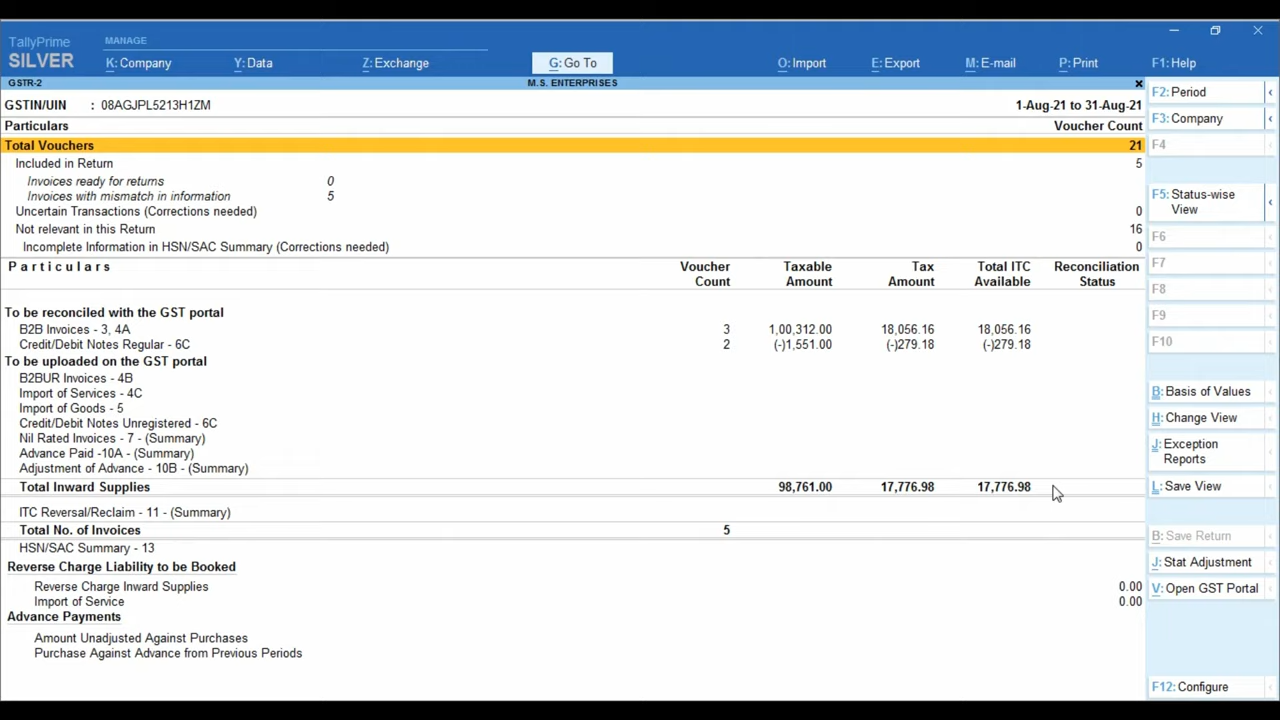 TallyPrime
SILVER
MANAGE
K: Company
Y: Data
Z: Exchange
G: Go To
O: Import
E: Export
M: E-mail
P: Print
F1: Help
GSTR-2
M.S. ENTERPRISES
GSTIN/UIN : 08AGJPL5213H1ZM 1-Aug-21 to 31-Aug-21
Particulars Voucher Count
Total Vouchers 21
Included in Return 5
Invoices ready for returns 0
Invoices with mismatch in information 5
Uncertain Transactions (Corrections needed) 0
Not relevant in this Return 16
Incomplete Information in HSN/SAC Summary (Corrections needed) 0
Particulars Voucher Taxable Tax Total ITC Reconciliation
Count Amount Amount Available Status
To be reconciled with the GST portal
B2B Invoices - 3, 4A 3 1,00,312.00 18,056.16 18,056.16
Credit/Debit Notes Regular - 6C 2 (-)1,551.00 (-)279.18 (-)279.18
To be uploaded on the GST portal
B2BUR Invoices - 4B
Import of Services - 4C
Import of Goods - 5
Credit/Debit Notes Unregistered - 6C
Nil Rated Invoices - 7 - (Summary)
Advance Paid -10A - (Summary)
Adjustment of Advance - 10B - (Summary)
Total Inward Supplies 98,761.00 17,776.98 17,776.98
ITC Reversal/Reclaim - 11 - (Summary)
Total No. of Invoices 5
HSN/SAC Summary - 13
Reverse Charge Liability to be Booked
Reverse Charge Inward Supplies 0.00
Import of Service 0.00
Advance Payments
Amount Unadjusted Against Purchases
Purchase Against Advance from Previous Periods
F2: Period
F3: Company
F4
F5: Status-wise
View
F6
F7
F8
F9
F10
B: Basis of Values
H: Change View
J: Exception
Reports
L: Save View
B: Save Return
J: Stat Adjustment
V: Open GST Portal
F12: Configure